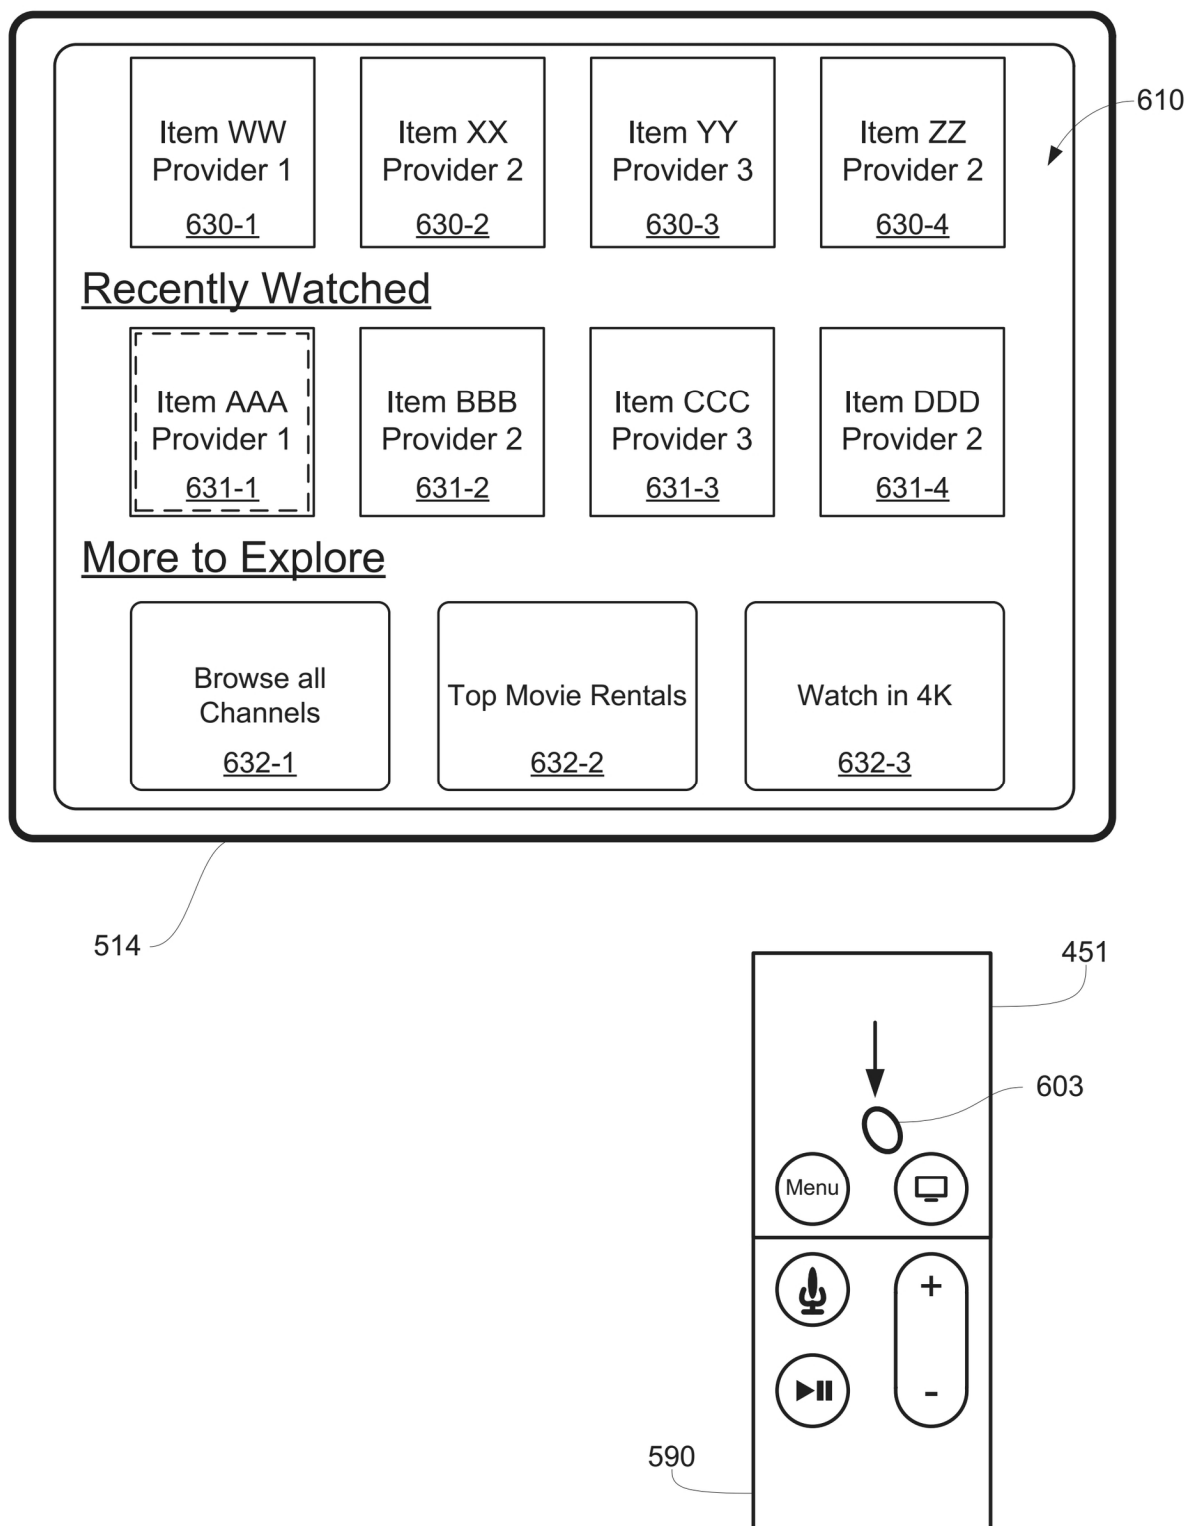 Item WW
Provider 1
630-1
Item XX
Provider 2
630-2
Item YY
Provider 3
630-3
Item ZZ
Provider 2
630-4
610
Recently Watched
Item AAA
Provider 1
631-1
Item BBB
Provider 2
631-2
Item CCC
Provider 3
631-3
Item DDD
Provider 2
631-4
More to Explore
Browse all
Channels
632-1
Top Movie Rentals
632-2
Watch in 4K
632-3
514
451
603
Menu
+
-
590